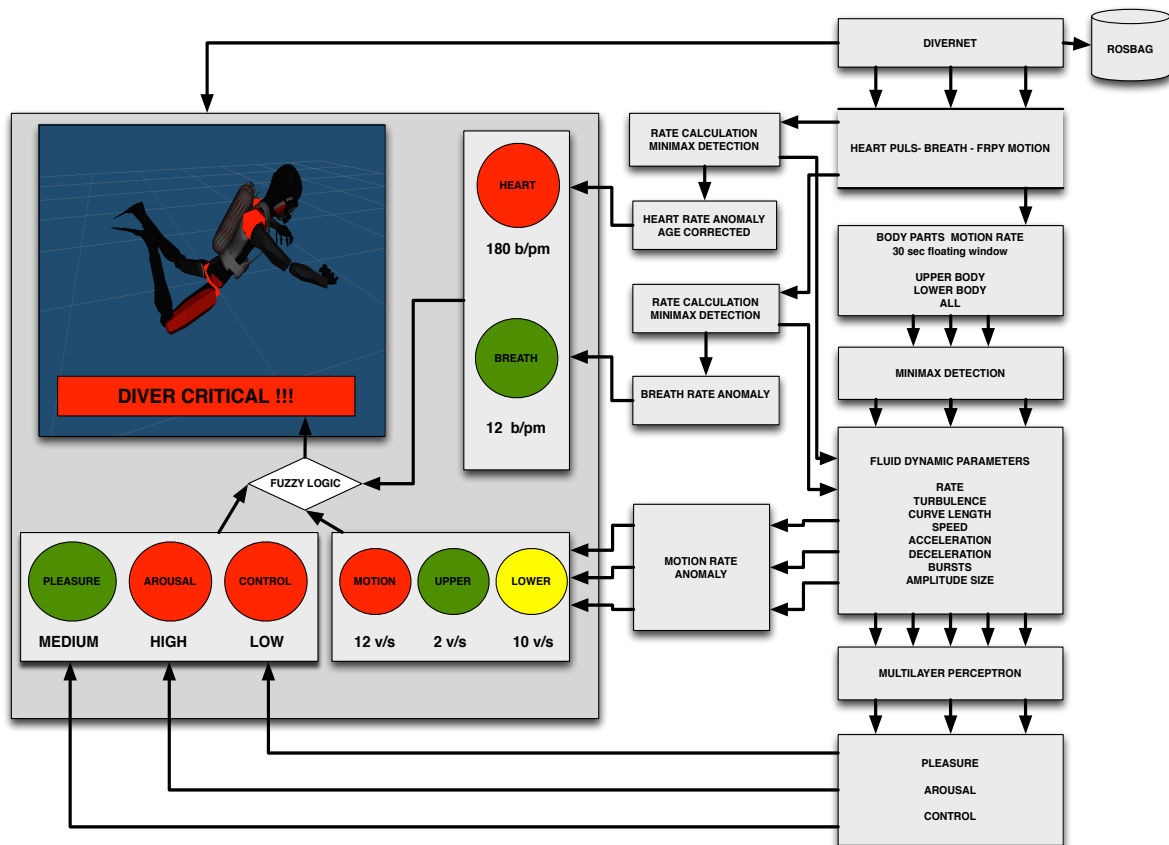 DIVERNET
ROSBAG
HEART PULS- BREATH - FRPY MOTION
RATE CALCULATION
MINIMAX DETECTION
HEART RATE ANOMALY
AGE CORRECTED
BODY PARTS MOTION RATE
30 sec floating window
UPPER BODY
LOWER BODY
ALL
RATE CALCULATION
MINIMAX DETECTION
BREATH RATE ANOMALY
MINIMAX DETECTION
HEART
180 b/pm
BREATH
12 b/pm
DIVER CRITICAL !!!
FUZZY LOGIC
FLUID DYNAMIC PARAMETERS
RATE
TURBULENCE
CURVE LENGTH
SPEED
ACCELERATION
DECELERATION
BURSTS
AMPLITUDE SIZE
MOTION RATE
ANOMALY
PLEASURE
AROUSAL
CONTROL
MEDIUM
HIGH
LOW
MOTION
UPPER
LOWER
12 v/s
2 v/s
10 v/s
MULTILAYER PERCEPTRON
PLEASURE
AROUSAL
CONTROL